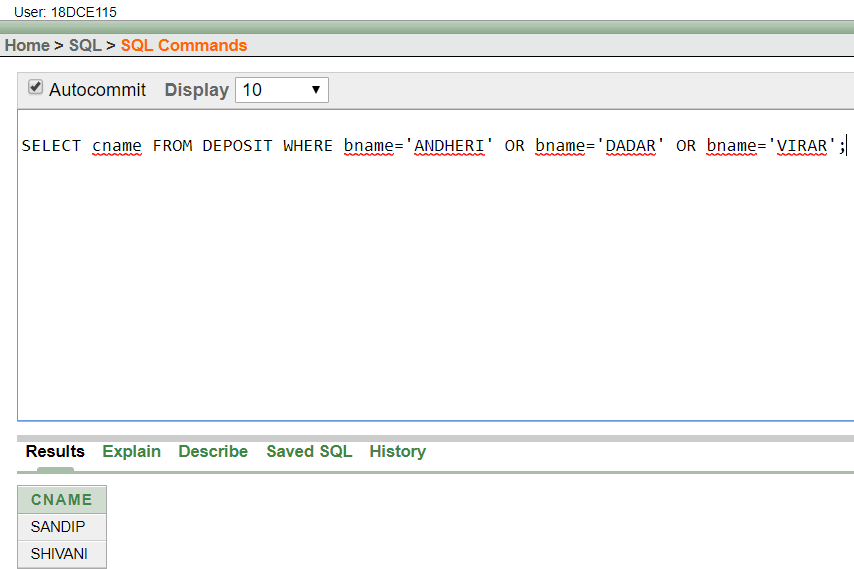 User: 18DCE115
Home > SQL > SQL Commands
Autocommit Display 10
SELECT cname FROM DEPOSIT WHERE bname='ANDHERI' OR bname='DADAR' OR bname='VIRAR';
Results Explain Describe Saved SQL History
CNAME
SANDIP
SHIVANI